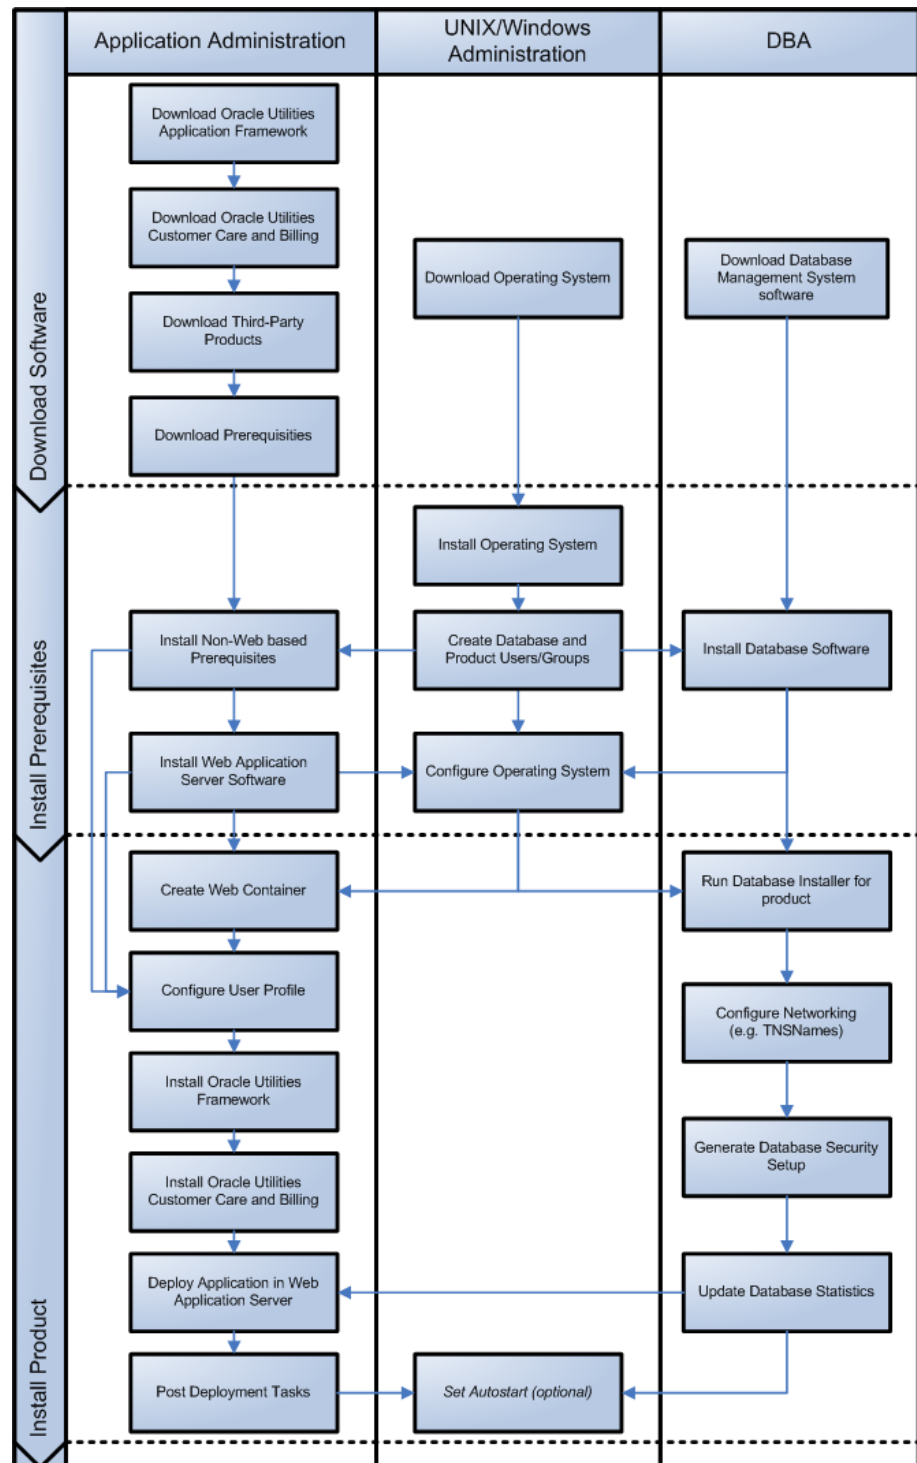 Application Administration
UNIX/Windows
Administration
DBA
Download Software
Download Oracle Utilities
Application Framework
Download Oracle Utilities
Customer Care and Billing
Download Operating System
Download Database
Management System
software
Download Third-Party
Products
Download Prerequisities
Install Prerequisites
Install Operating System
Install Non-Web based
Prerequisites
Create Database and
Product Users/Groups
Install Database Software
Install Web Application
Server Software
Configure Operating System
Install Product
Create Web Container
Run Database Installer for
product
Configure User Profile
Configure Networking
(e.g. TNSNames)
Install Oracle Utilities
Framework
Generate Database Security
Setup
Install Oracle Utilities
Customer Care and Billing
Deploy Application in Web
Application Server
Update Database Statistics
Post Deployment Tasks
Set Autostart (optional)